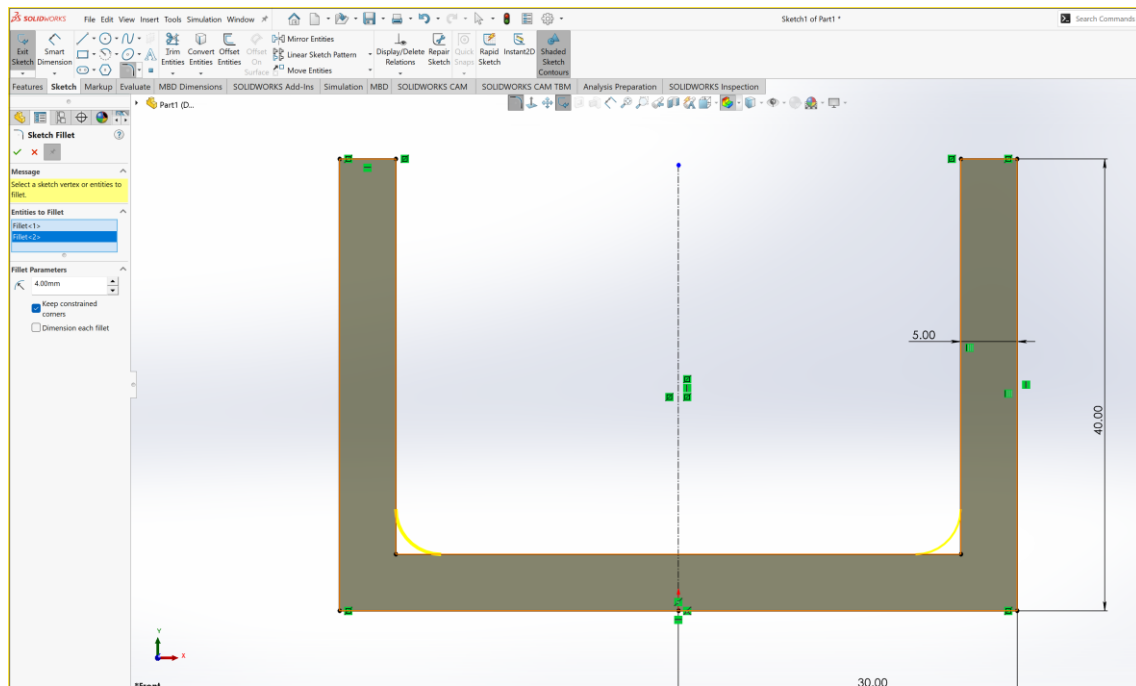 SOLIDWORKS File Edit View Insert Tools Simulation Window Sketch1 of Part1 * Search Commands
Exit Sketch
Smart Dimension
Trim Entities
Convert Entities
Offset Entities
Offset On Surface
Mirror Entities
Linear Sketch Pattern
Move Entities
Display/Delete Relations
Repair Sketch
Quick Snaps
Rapid Sketch
Instant2D
Shaded Sketch Contours
Features Sketch Markup Evaluate MBD Dimensions SOLIDWORKS Add-Ins Simulation MBD SOLIDWORKS CAM SOLIDWORKS CAM TBM Analysis Preparation SOLIDWORKS Inspection
Part1 (D...
Sketch Fillet
Message
Select a sketch vertex or entities to
fillet.
Entities to Fillet
Fillet<1>
Fillet<2>
Fillet Parameters
4.00mm
Keep constrained
corners
Dimension each fillet
5.00
40.00
30.00
Y
X
*Front